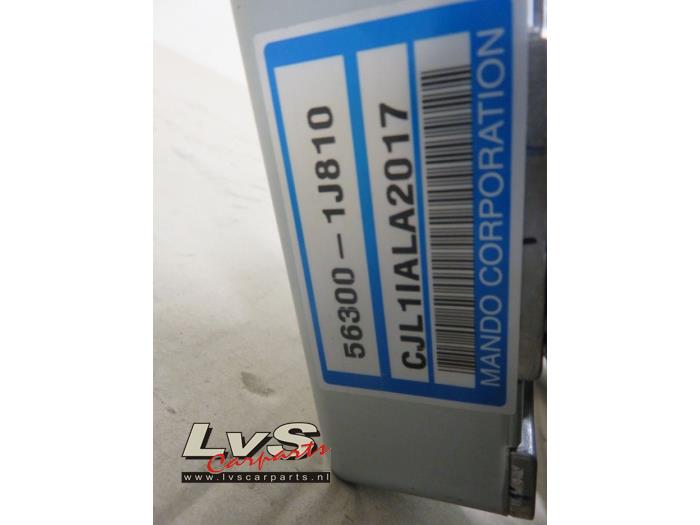 56300-1J810
CJL1IALA2017
MANDO CORPORATION
LvS
Carparts
www.lvscarparts.nl